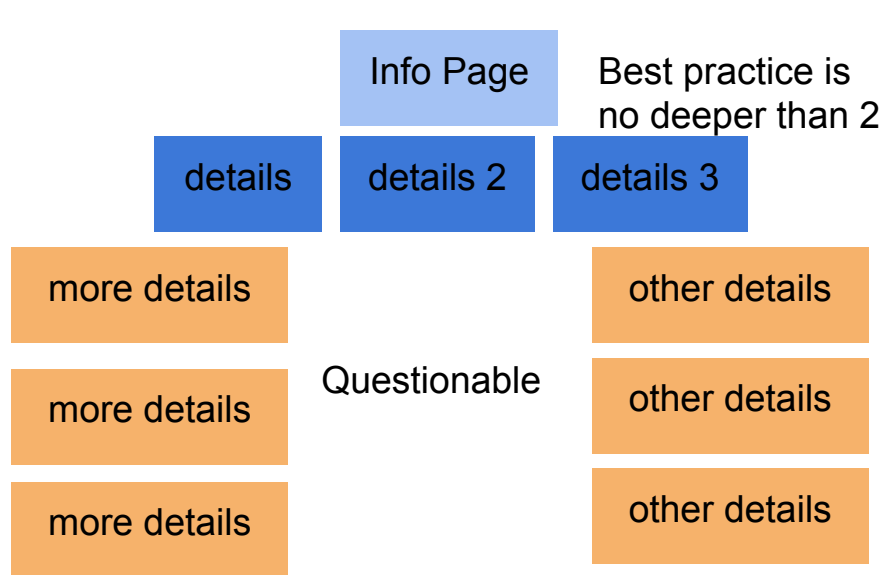 Info Page
Best practice is
no deeper than 2
details
details 2
details 3
more details
other details
Questionable
more details
other details
more details
other details